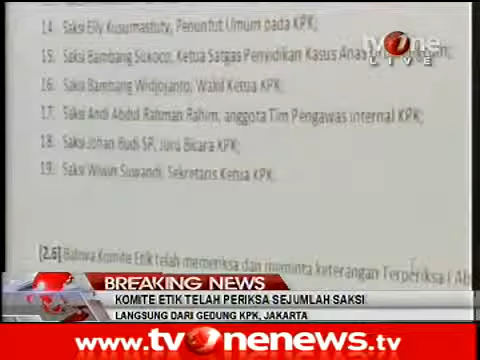 14. Saksi Elly Kusumastuty, Penuntut Umum pada KPK;
15. Saksi Bambang Sukoco, Ketua Satgas Penyidikan Kasus Anas
tvOne
LIVE
16. Saksi Bambang Widjojanto, Wakil Ketua KPK;
17. Saksi Andi Abdul Rahman Rahim, anggota Tim Pengawas internal KPK;
18. Saksi Johan Budi SP, Juru Bicara KPK;
19. Saksi Wiwin Suwandi, Sekretaris Ketua KPK.
[2.6] Bahwa Komite Etik telah memeriksa dan meminta keterangan Terperiksa I
BREAKING NEWS
KOMITE ETIK TELAH PERIKSA SEJUMLAH SAKSI
LANGSUNG DARI GEDUNG KPK, JAKARTA
www.tvOnenews.tv